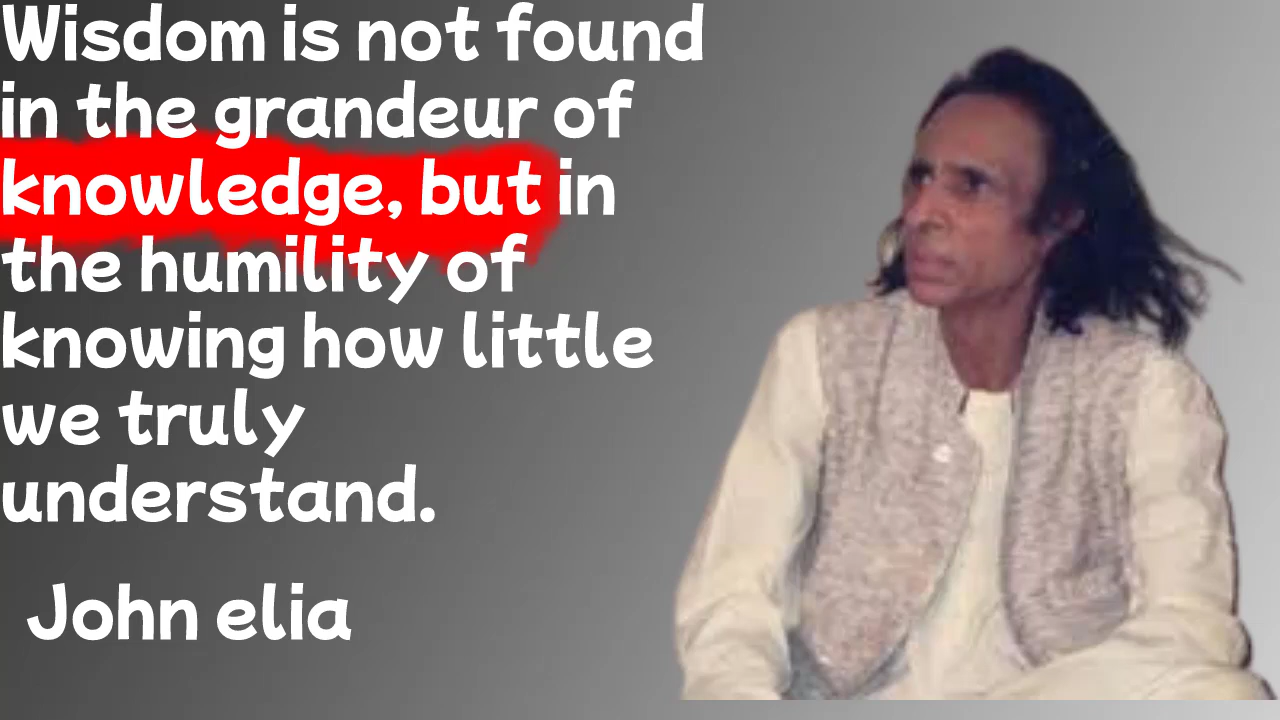 Wisdom is not found
in the grandeur of
knowledge, but in
the humility of
knowing how little
we truly
understand.
John elia